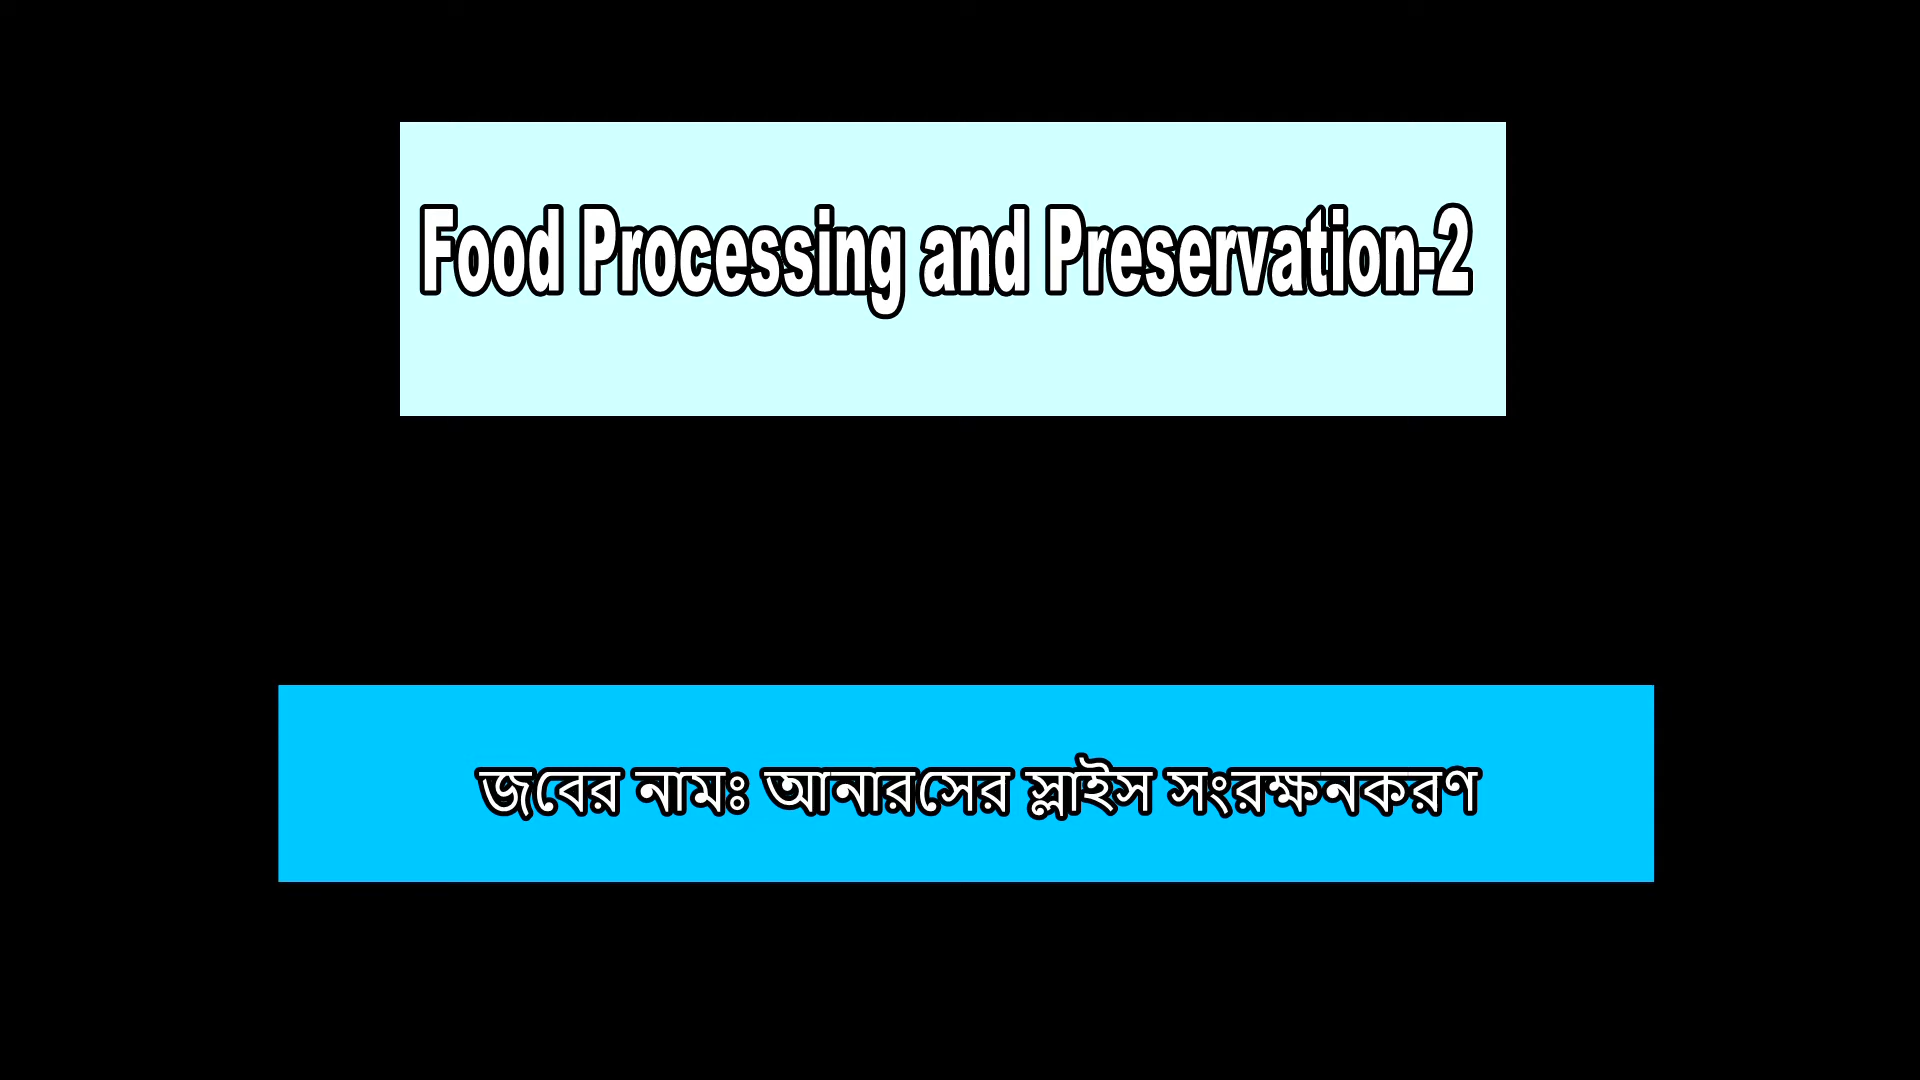 Food Processing and Preservation-2
জবের নামঃ আনারসের স্লাইস সংরক্ষনকরণ